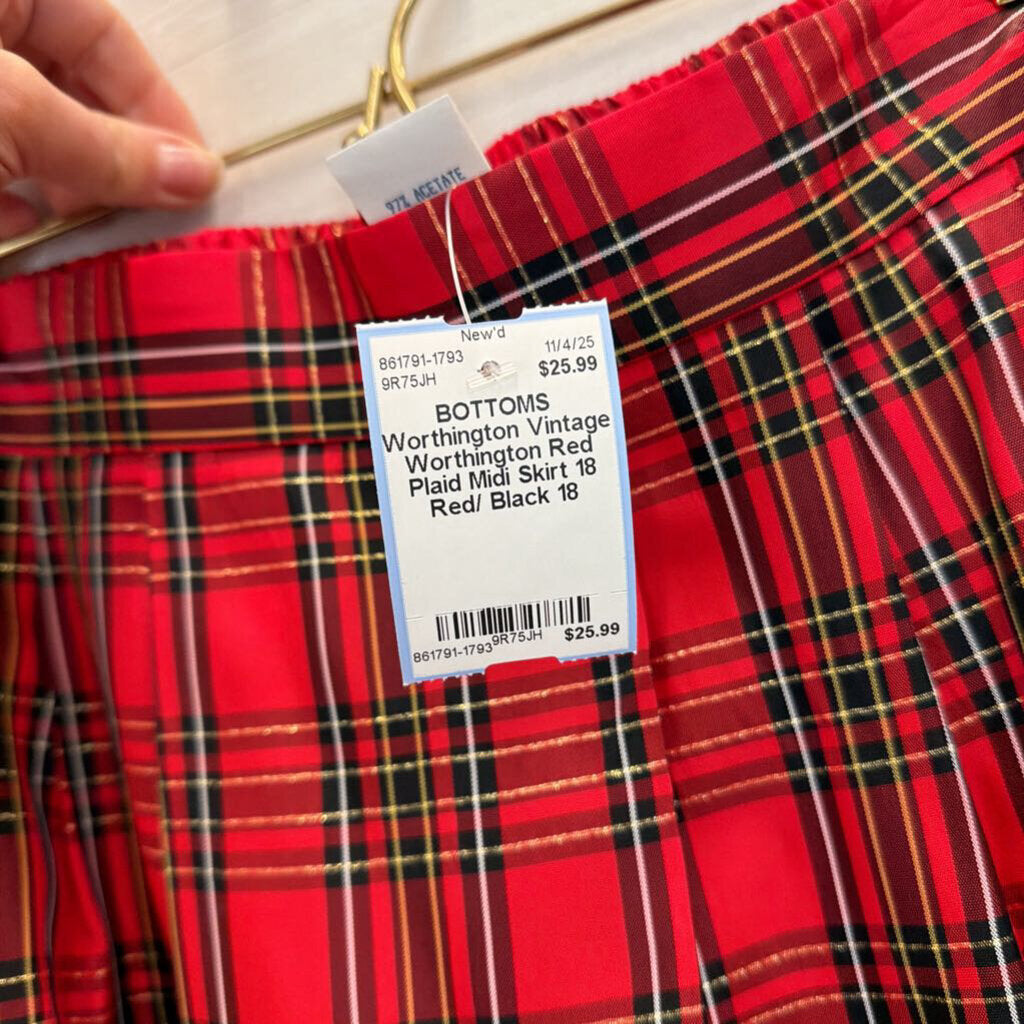 97% ACETATE
New'd
861791-1793 11/4/25
9R75JH $25.99
BOTTOMS
Worthington Vintage
Worthington Red
Plaid Midi Skirt 18
Red/ Black 18
9R75JH $25.99
861791-1793